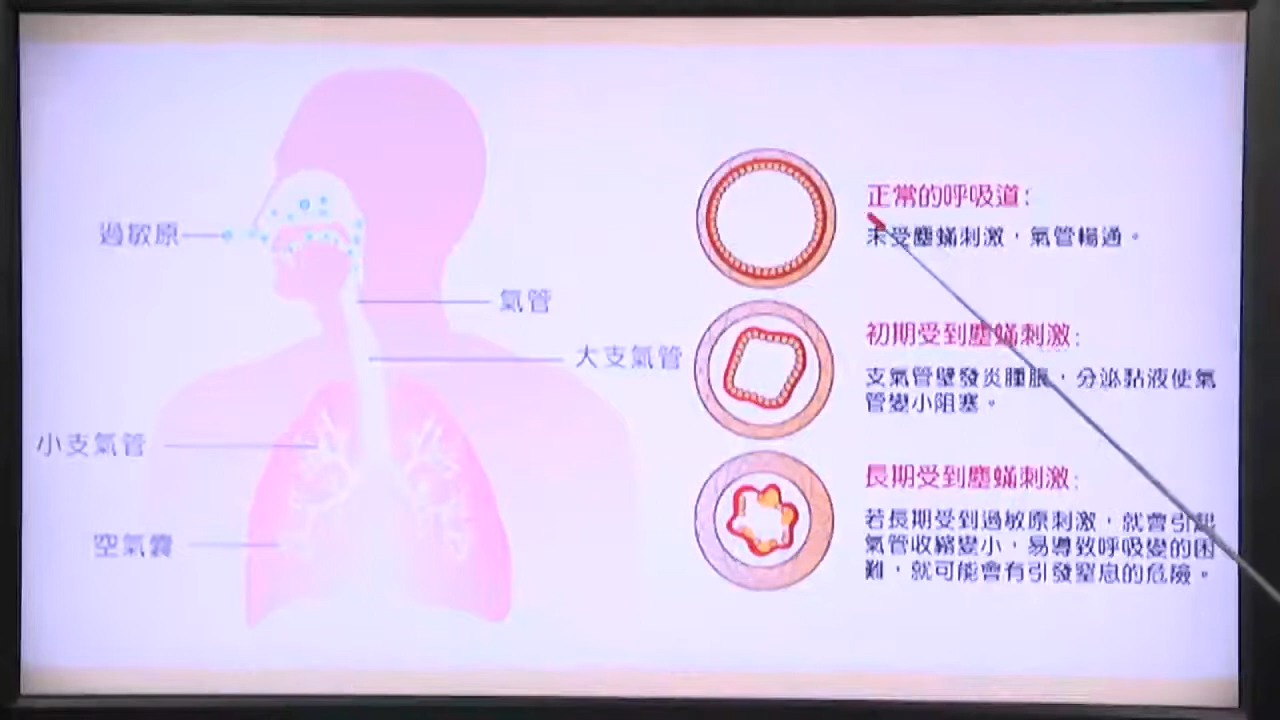 過敏原
氣管
大支氣管
小支氣管
空氣囊
正常的呼吸道:
未受塵蟎刺激，氣管暢通。
初期受到塵蟎刺激:
支氣管壁發炎腫脹，分泌黏液使氣
管變小阻塞。
長期受到塵蟎刺激:
若長期受到過敏原刺激，就會引起
氣管收縮變小，易導致呼吸變的困
難，就可能會有引發窒息的危險。